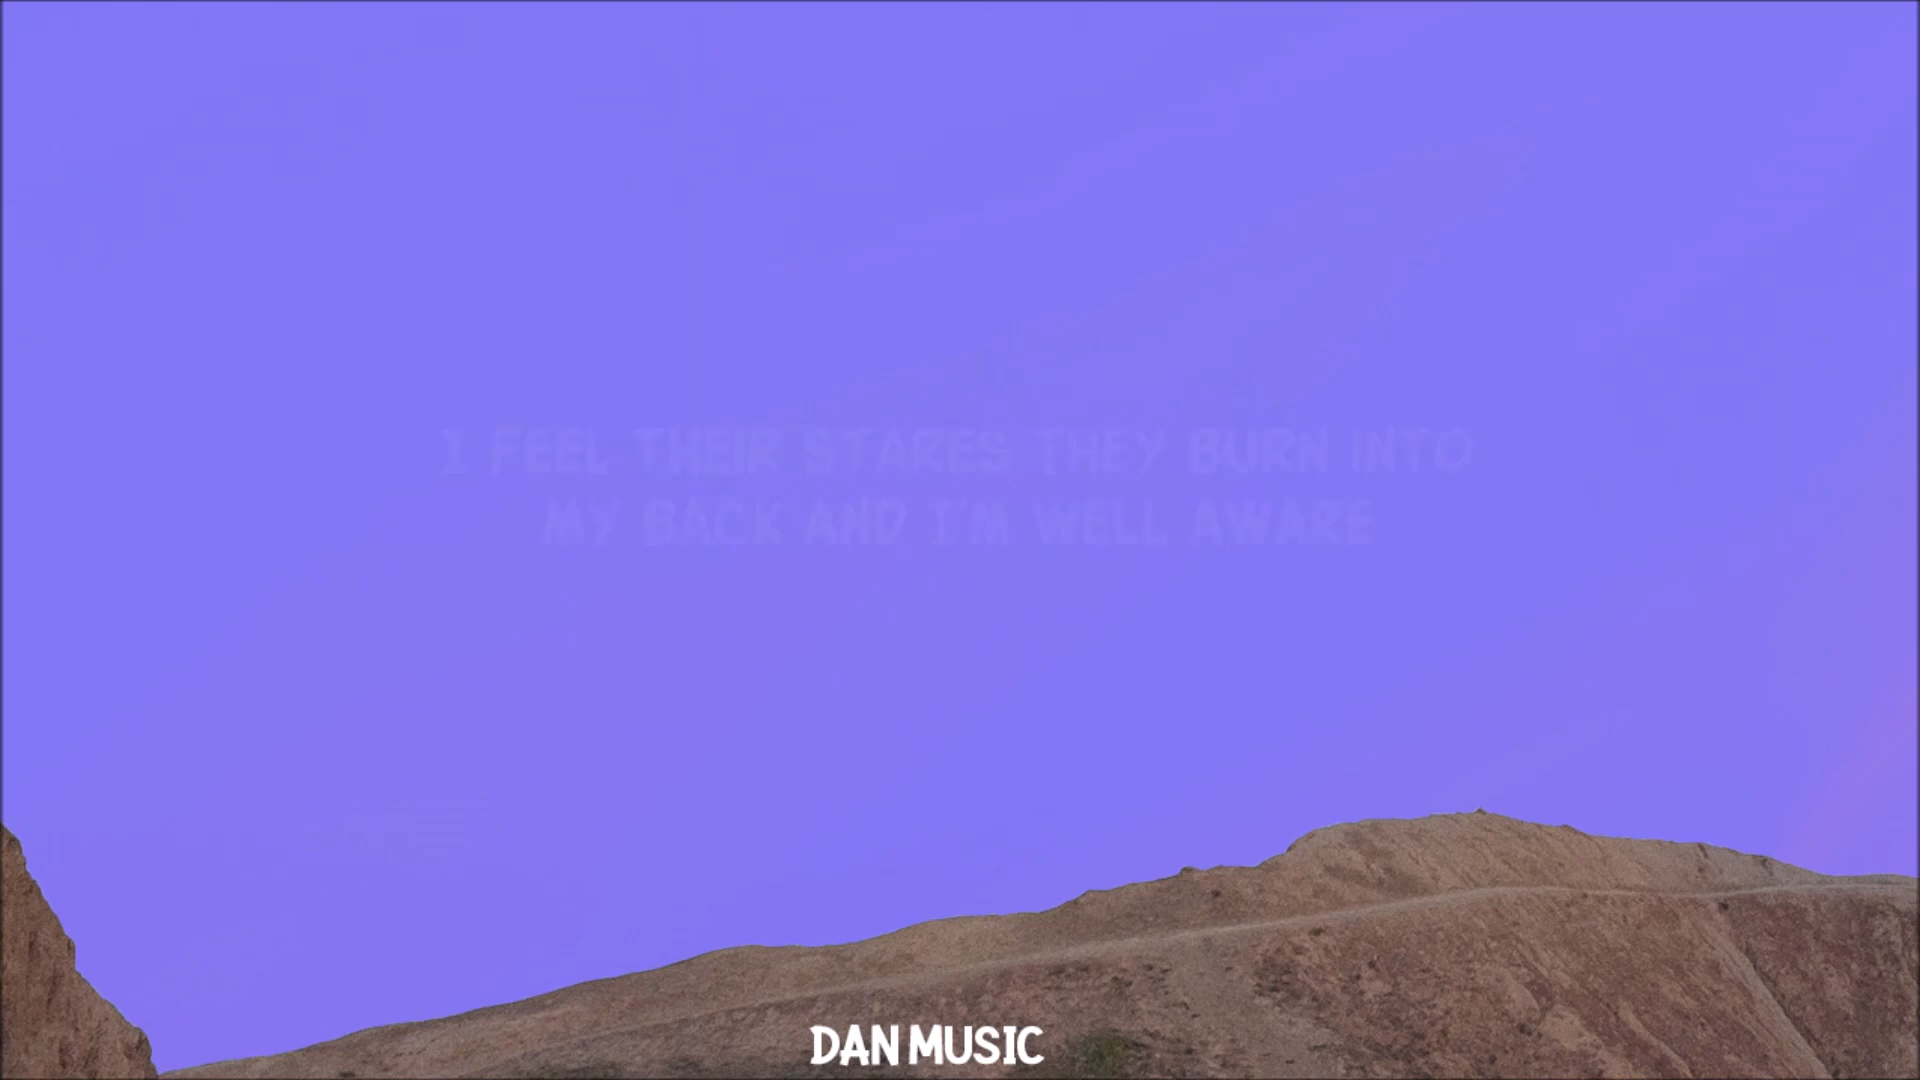 I FEEL THEIR STARES THEY BURN INTO
MY BACK AND I'M WELL AWARE
DAN MUSIC